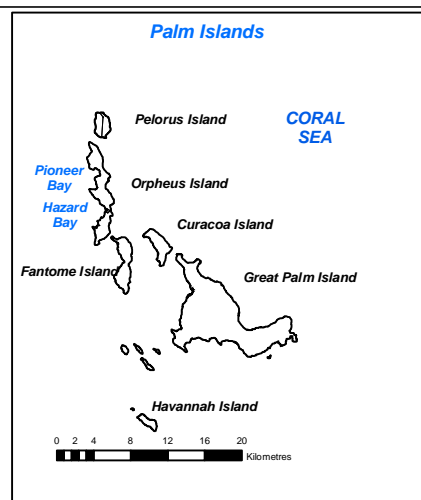 Palm Islands
Pelorus Island
CORAL
SEA
Pioneer
Bay
Orpheus Island
Hazard
Bay
Curacoa Island
Fantome Island
Great Palm Island
Havannah Island
0 2 4 8 12 16 20
Kilometres